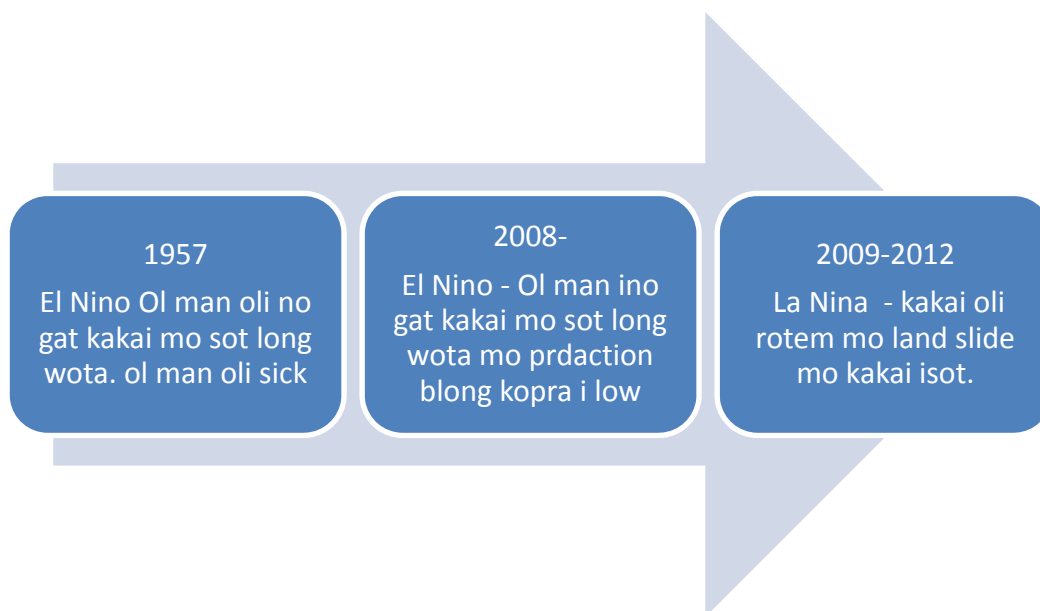 1957
El Nino Ol man oli no
gat kakai mo sot long
wota. ol man oli sick
2008-
El Nino - Ol man ino
gat kakai mo sot long
wota mo prdaction
blong kopra i low
2009-2012
La Nina  - kakai oli
rotem mo land slide
mo kakai isot.